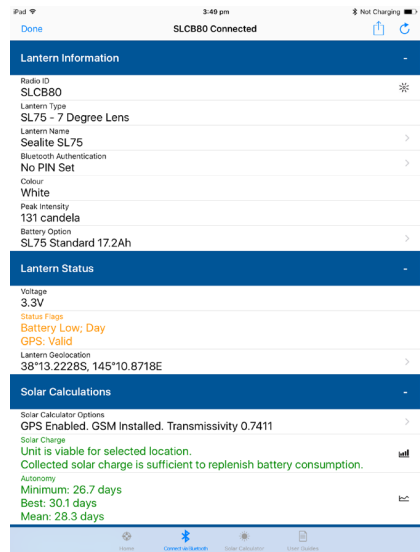 iPad
3:49 pm
Not Charging
Done
SLCB80 Connected
Lantern Information
-
Radio ID
SLCB80
Lantern Type
SL75 - 7 Degree Lens
Lantern Name
Sealite SL75
Bluetooth Authentication
No PIN Set
Colour
White
Peak Intensity
131 candela
Battery Option
SL75 Standard 17.2Ah
Lantern Status
-
Voltage
3.3V
Status Flags
Battery Low; Day
GPS: Valid
Lantern Geolocation
38°13.2228S, 145°10.8718E
Solar Calculations
-
Solar Calculator Options
GPS Enabled. GSM Installed. Transmissivity 0.7411
Solar Charge
Unit is viable for selected location.
Collected solar charge is sufficient to replenish battery consumption.
Autonomy
Minimum: 26.7 days
Best: 30.1 days
Mean: 28.3 days
Home
Connect via Bluetooth
Solar Calculator
User Guides